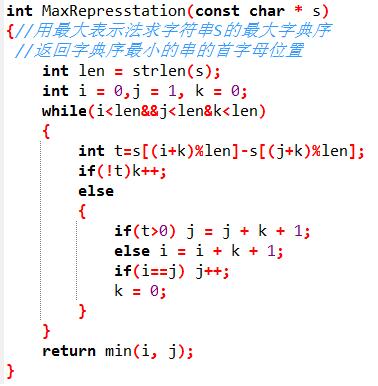 int MaxRepresstation(const char * s)
{//用最大表示法求字符串S的最大字典序
//返回字典序最小的串的首字母位置
int len = strlen(s);
int i = 0,j = 1, k = 0;
while(i<len&&j<len&k<len)
{
int t=s[(i+k)%len]-s[(j+k)%len];
if(!t)k++;
else
{
if(t>0) j = j + k + 1;
else i = i + k + 1;
if(i==j) j++;
k = 0;
}
}
return min(i, j);
}